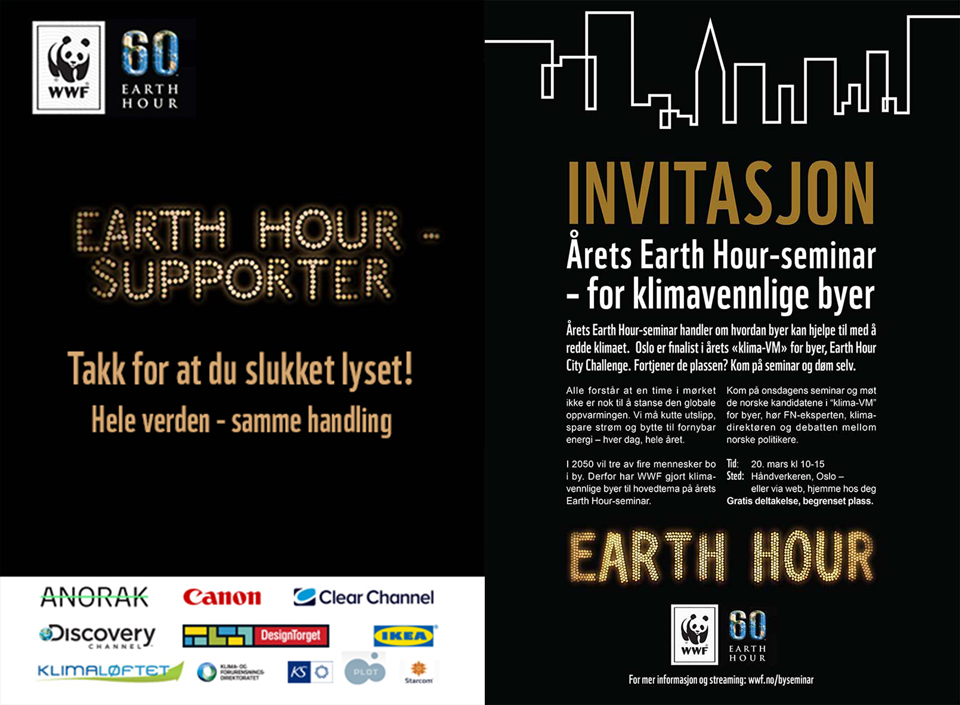 WWF
60
EARTH
HOUR
EARTH HOUR -
SUPPORTER
Takk for at du slukket lyset!
Hele verden - samme handling
ANORAK
Canon
Clear Channel
Discovery
CHANNEL
DesignTorget
IKEA
KLIMALØFTET
KLIMA- OG
FORURENSNINGS-
DIREKTORATET
KS
PLOT
Starcom
INVITASJON
Årets Earth Hour-seminar
– for klimavennlige byer
Årets Earth Hour-seminar handler om hvordan byer kan hjelpe til med å
redde klimaet. Oslo er finalist i årets «klima-VM» for byer, Earth Hour
City Challenge. Fortjener de plassen? Kom på seminar og døm selv.
Alle forstår at en time i mørket
ikke er nok til å stanse den globale
oppvarmingen. Vi må kutte utslipp,
spare strøm og bytte til fornybar
energi – hver dag, hele året.
I 2050 vil tre av fire mennesker bo
i by. Derfor har WWF gjort klima-
vennlige byer til hovedtema på årets
Earth Hour-seminar.
Kom på onsdagens seminar og møt
de norske kandidatene i "klima-VM"
for byer, hør FN-eksperten, klima-
direktøren og debatten mellom
norske politikere.
Tid: 20. mars kl 10-15
Sted: Håndverkeren, Oslo –
eller via web, hjemme hos deg
Gratis deltakelse, begrenset plass.
EARTH HOUR
WWF
60
EARTH
HOUR
For mer informasjon og streaming: wwf.no/byseminar